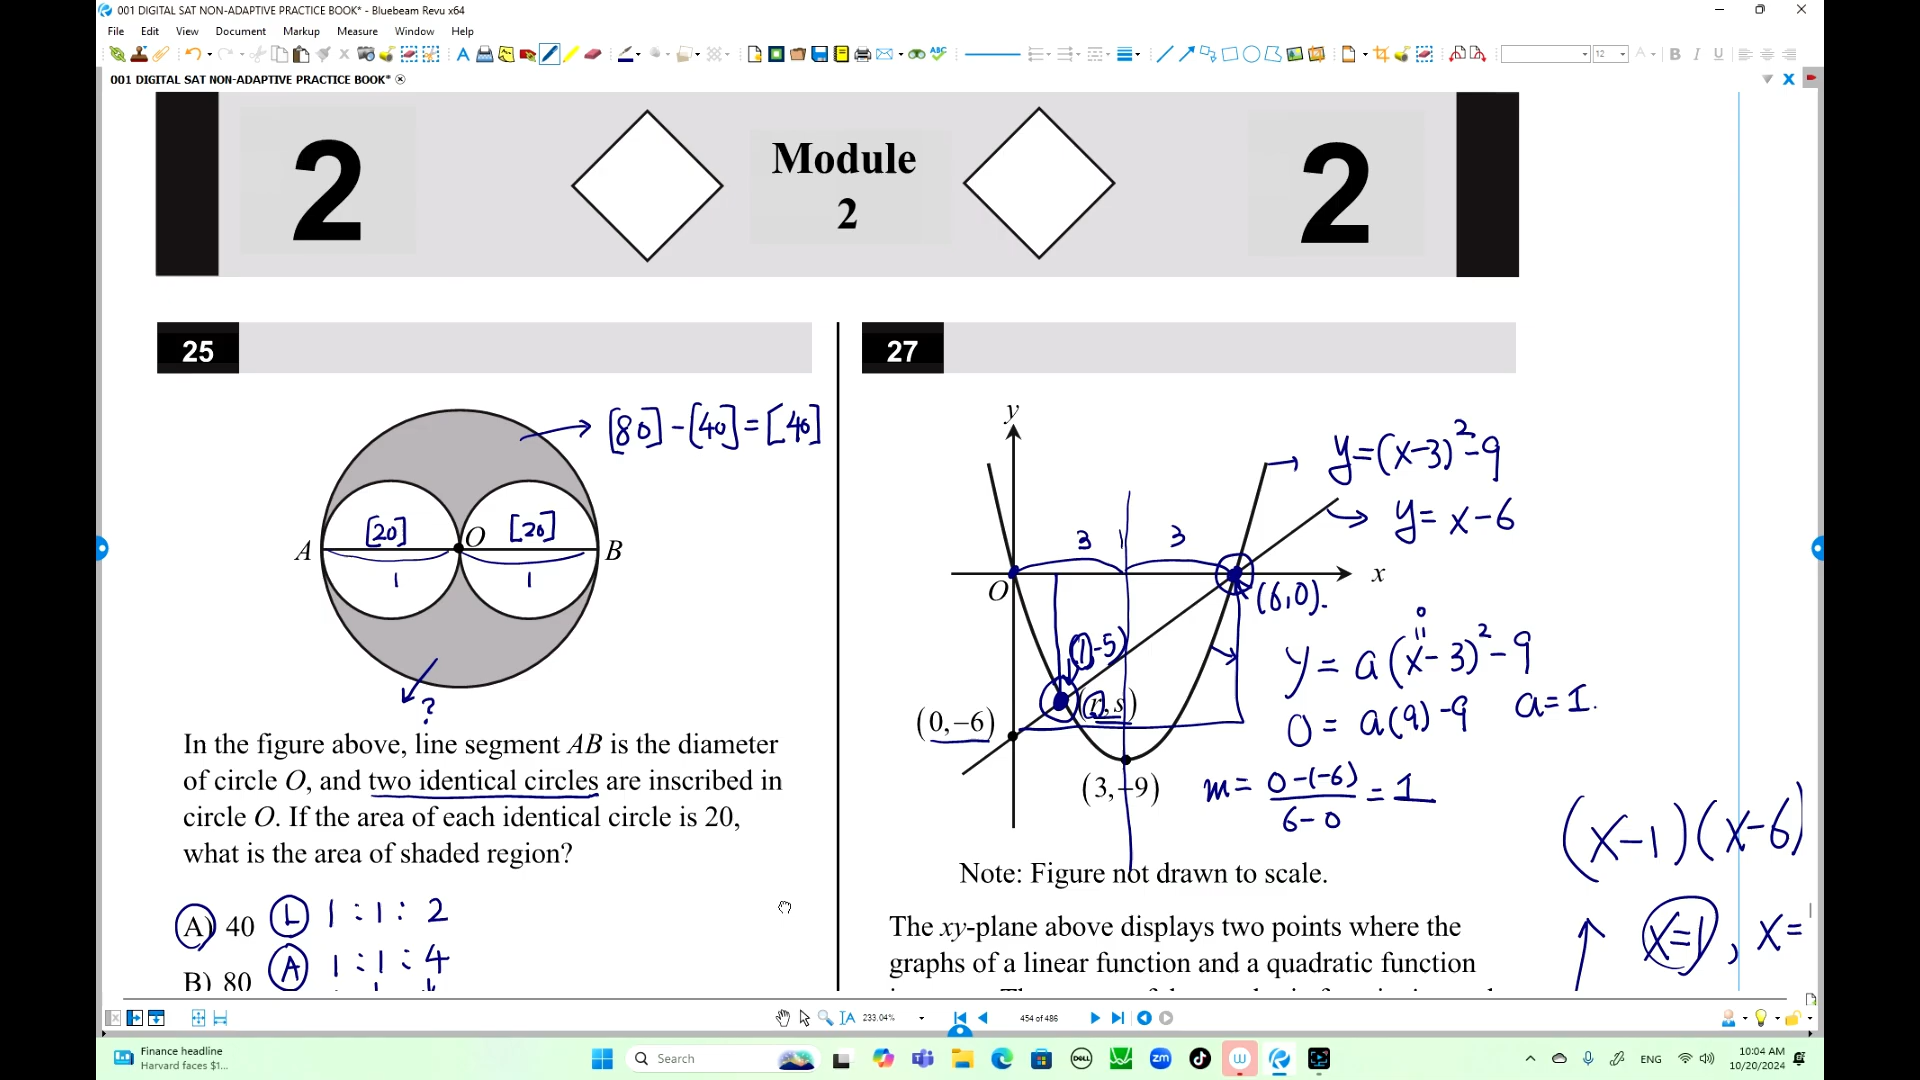 001 DIGITAL SAT NON-ADAPTIVE PRACTICE BOOK* - Bluebeam Revu x64
File Edit View Document Markup Measure Window Help
12
001 DIGITAL SAT NON-ADAPTIVE PRACTICE BOOK*
2
Module
2
2
25
[80]-[40]=[40]
[20] [20]
A O B
1 1
?
In the figure above, line segment AB is the diameter
of circle O, and two identical circles are inscribed in
circle O. If the area of each identical circle is 20,
what is the area of shaded region?
A) 40 L 1 : 1 : 2
B) 80 A 1 : 1 : 4
27
y
y=(x-3)²-9
y= x-6
3 3
x
O
(6,0).
(1,-5)
(r,s)
(0,−6)
(3,−9)
y = a(x-3)²-9
0
0 = a(9)-9 a=1.
m = 0-(-6) / 6-0 = 1
(x-1)(x-6)
x=1, x=
Note: Figure not drawn to scale.
The xy-plane above displays two points where the
graphs of a linear function and a quadratic function
233.04% 454 of 486
Finance headline
Harvard faces $1...
Search
ENG
10:04 AM
10/20/2024